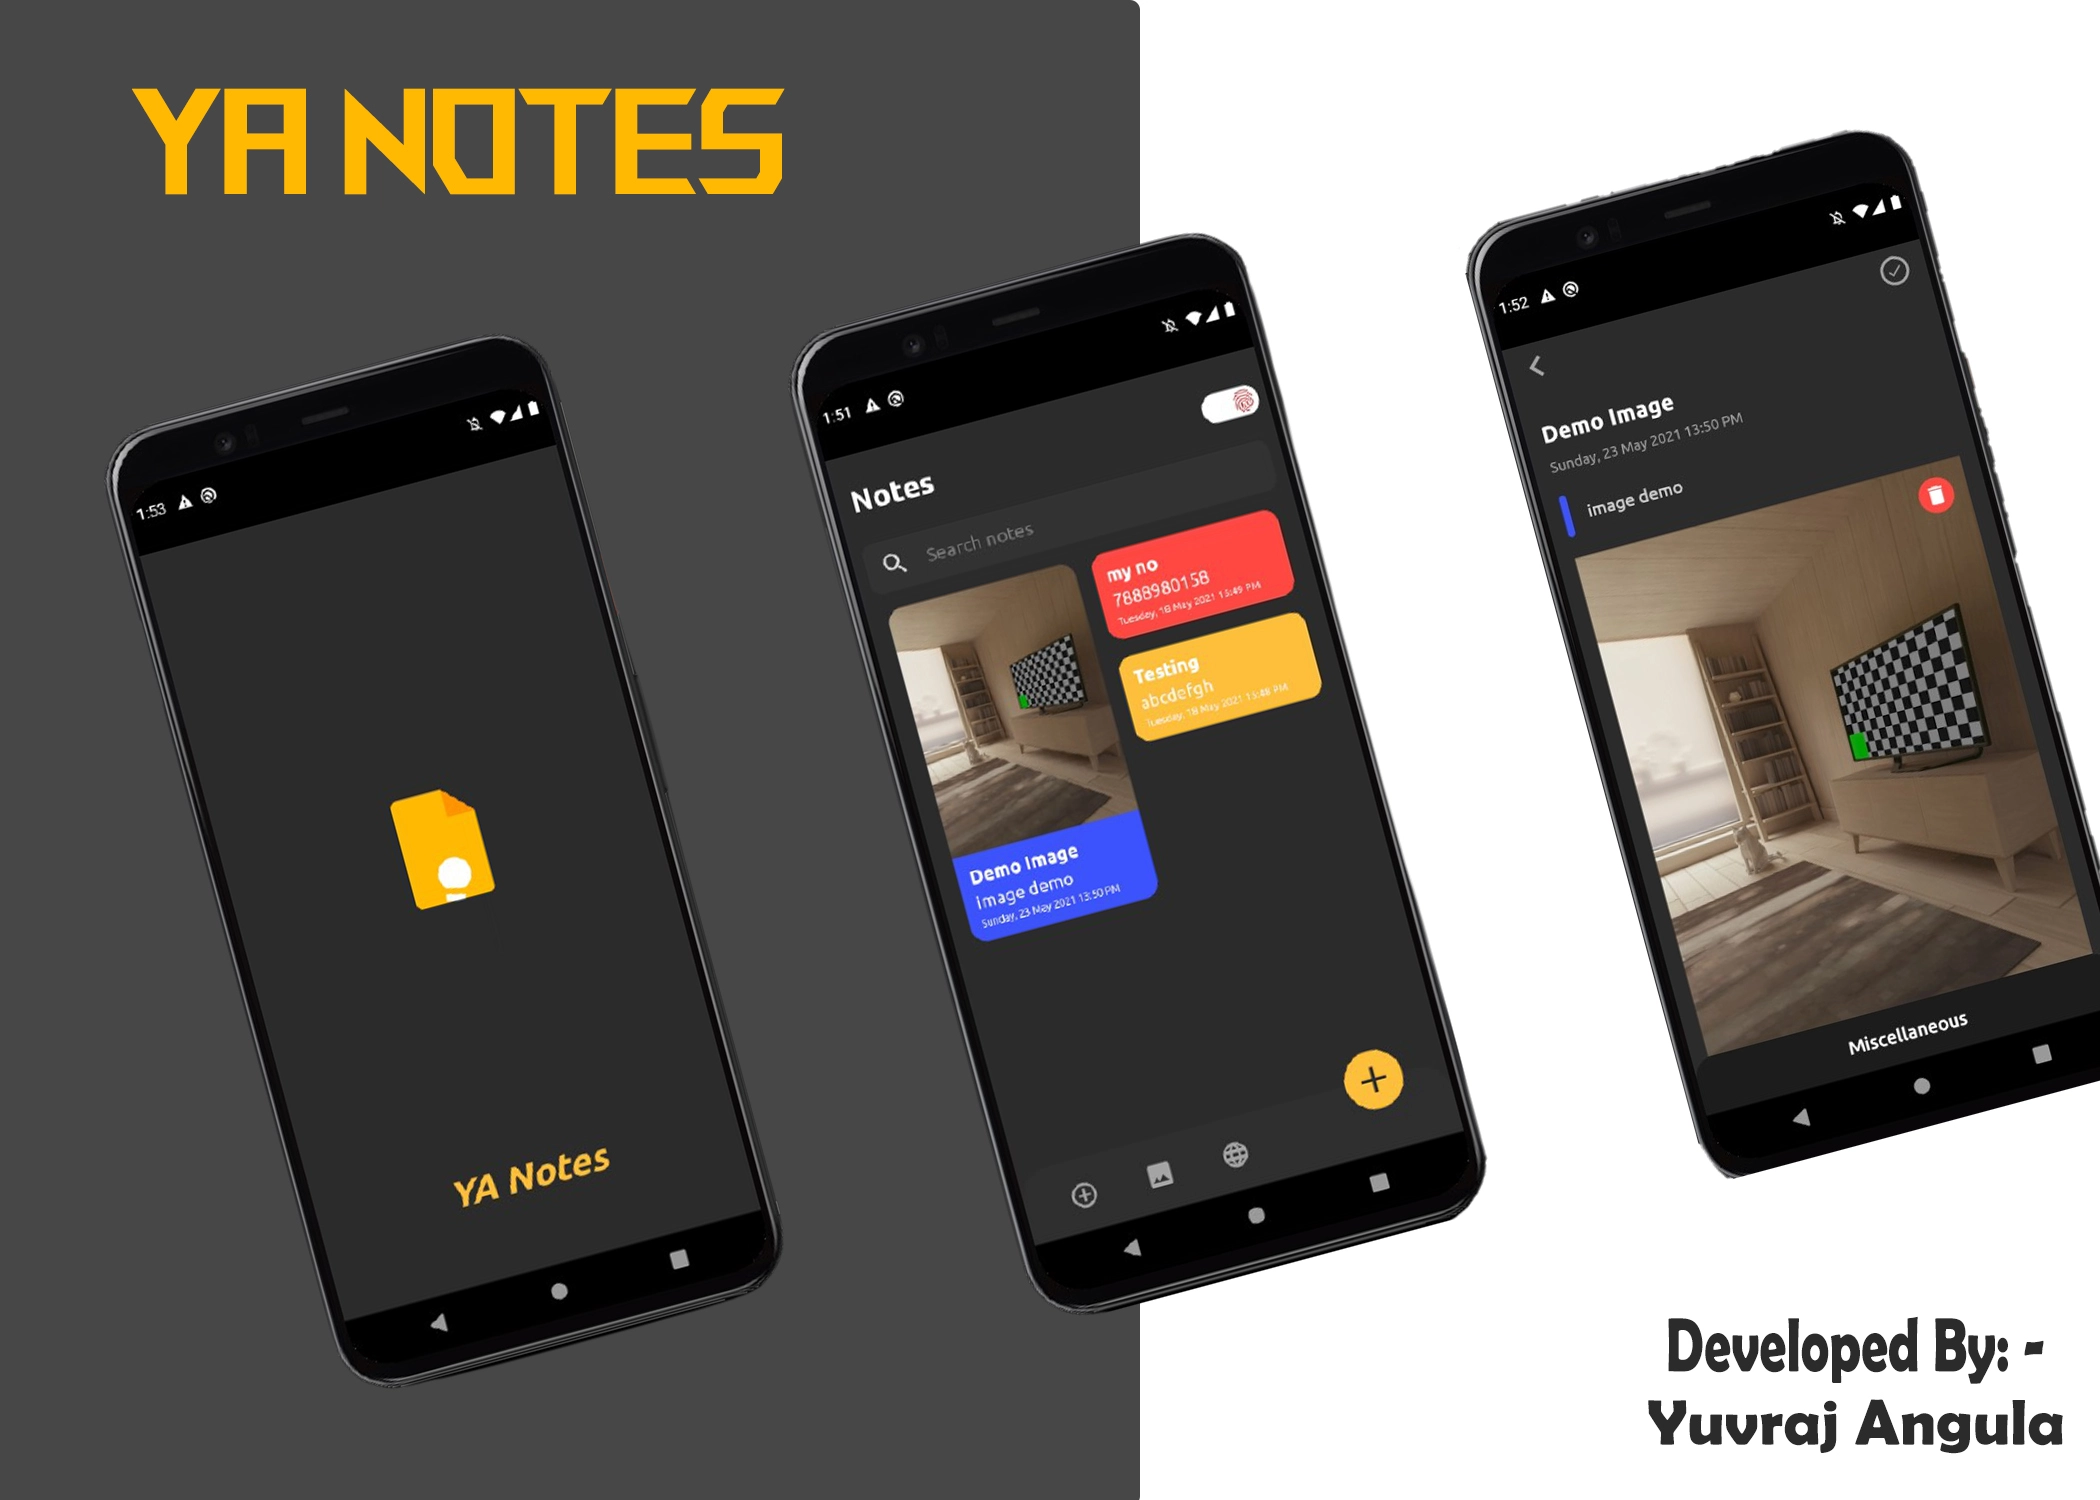 YA NOTES
1:53
YA Notes
1:51
Notes
Search notes
my no
7888980158
Tuesday, 18 May 2021 15:49 PM
Testing
abcdefgh
Tuesday, 18 May 2021 15:48 PM
Demo Image
image demo
Sunday, 23 May 2021 13:50 PM
1:52
Demo Image
Sunday, 23 May 2021 13:50 PM
image demo
Miscellaneous
Developed By: -
Yuvraj Angula